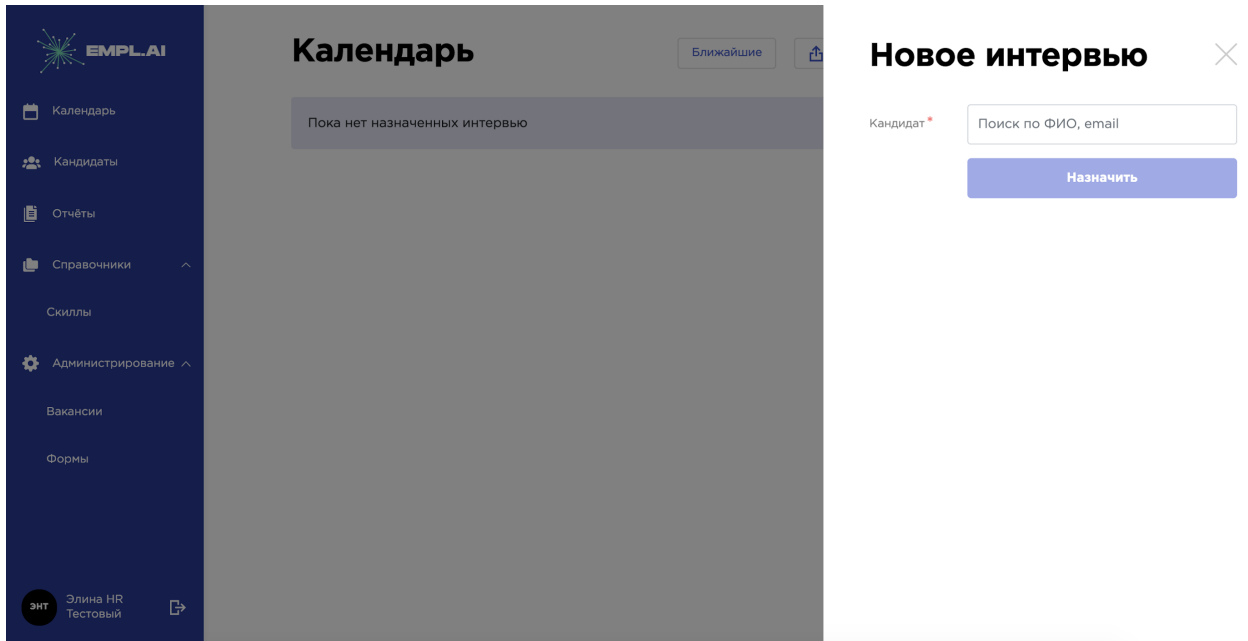 EMPL.AI
Календарь
Кандидаты
Отчёты
Справочники
Скиллы
Администрирование
Вакансии
Формы
ЭНТ
Элина HR
Тестовый
Календарь
Ближайшие
Пока нет назначенных интервью
Новое интервью
Кандидат*
Поиск по ФИО, email
Назначить